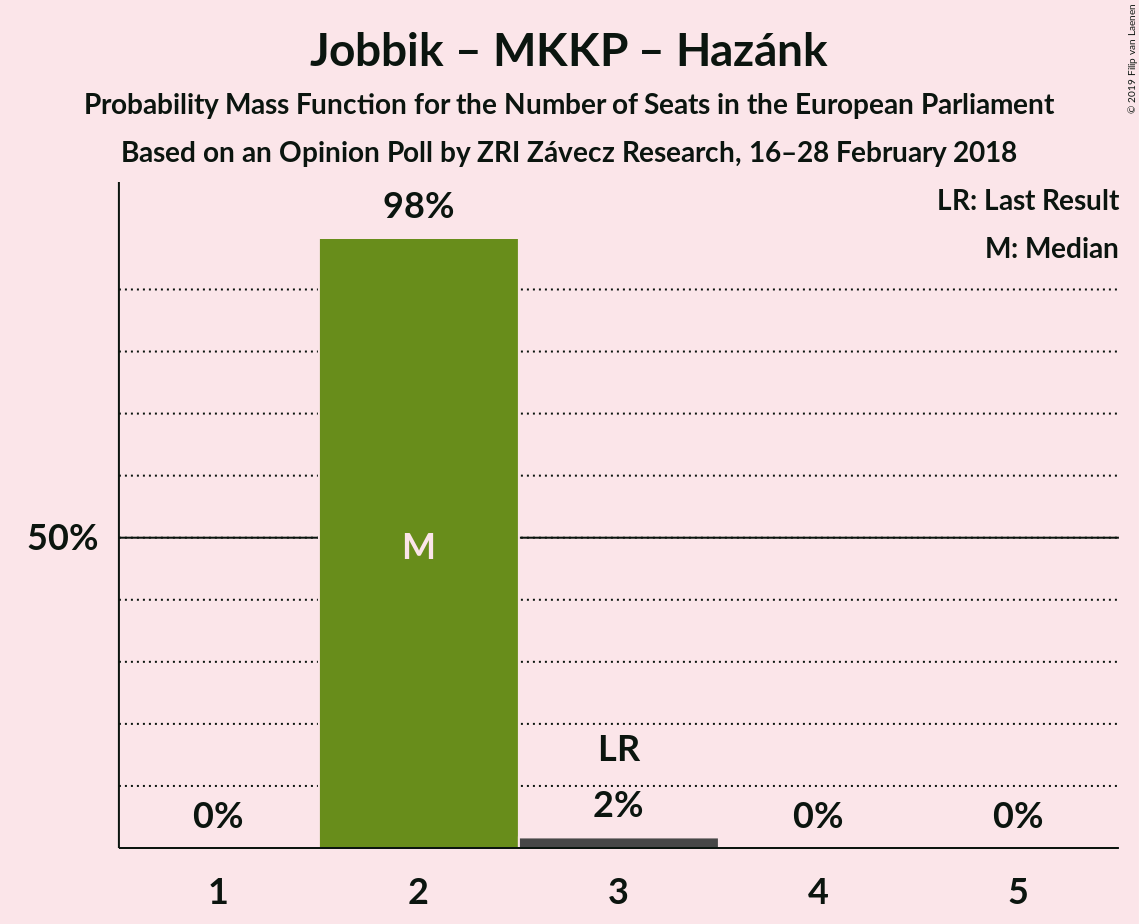 Jobbik – MKKP – Hazánk
Probability Mass Function for the Number of Seats in the European Parliament
Based on an Opinion Poll by ZRI Závecz Research, 16–28 February 2018
© 2019 Filip van Laenen
LR: Last Result
M: Median
98%
50%
M
LR
0%
2%
0%
0%
1
2
3
4
5